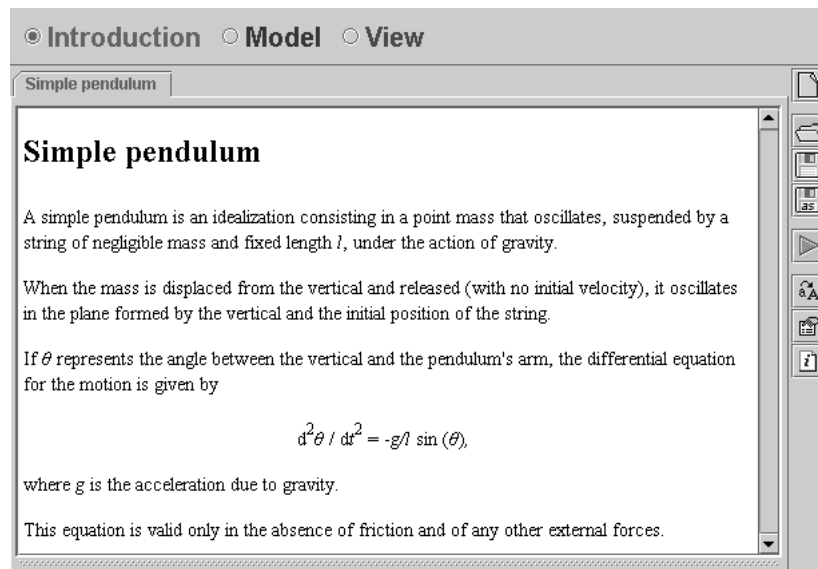 Introduction Model View
Simple pendulum
Simple pendulum
A simple pendulum is an idealization consisting in a point mass that oscillates, suspended by a
string of negligible mass and fixed length l, under the action of gravity.
When the mass is displaced from the vertical and released (with no initial velocity), it oscillates
in the plane formed by the vertical and the initial position of the string.
If θ represents the angle between the vertical and the pendulum's arm, the differential equation
for the motion is given by
d²θ / dt² = -g/l sin (θ),
where g is the acceleration due to gravity.
This equation is valid only in the absence of friction and of any other external forces.
as
aA
i